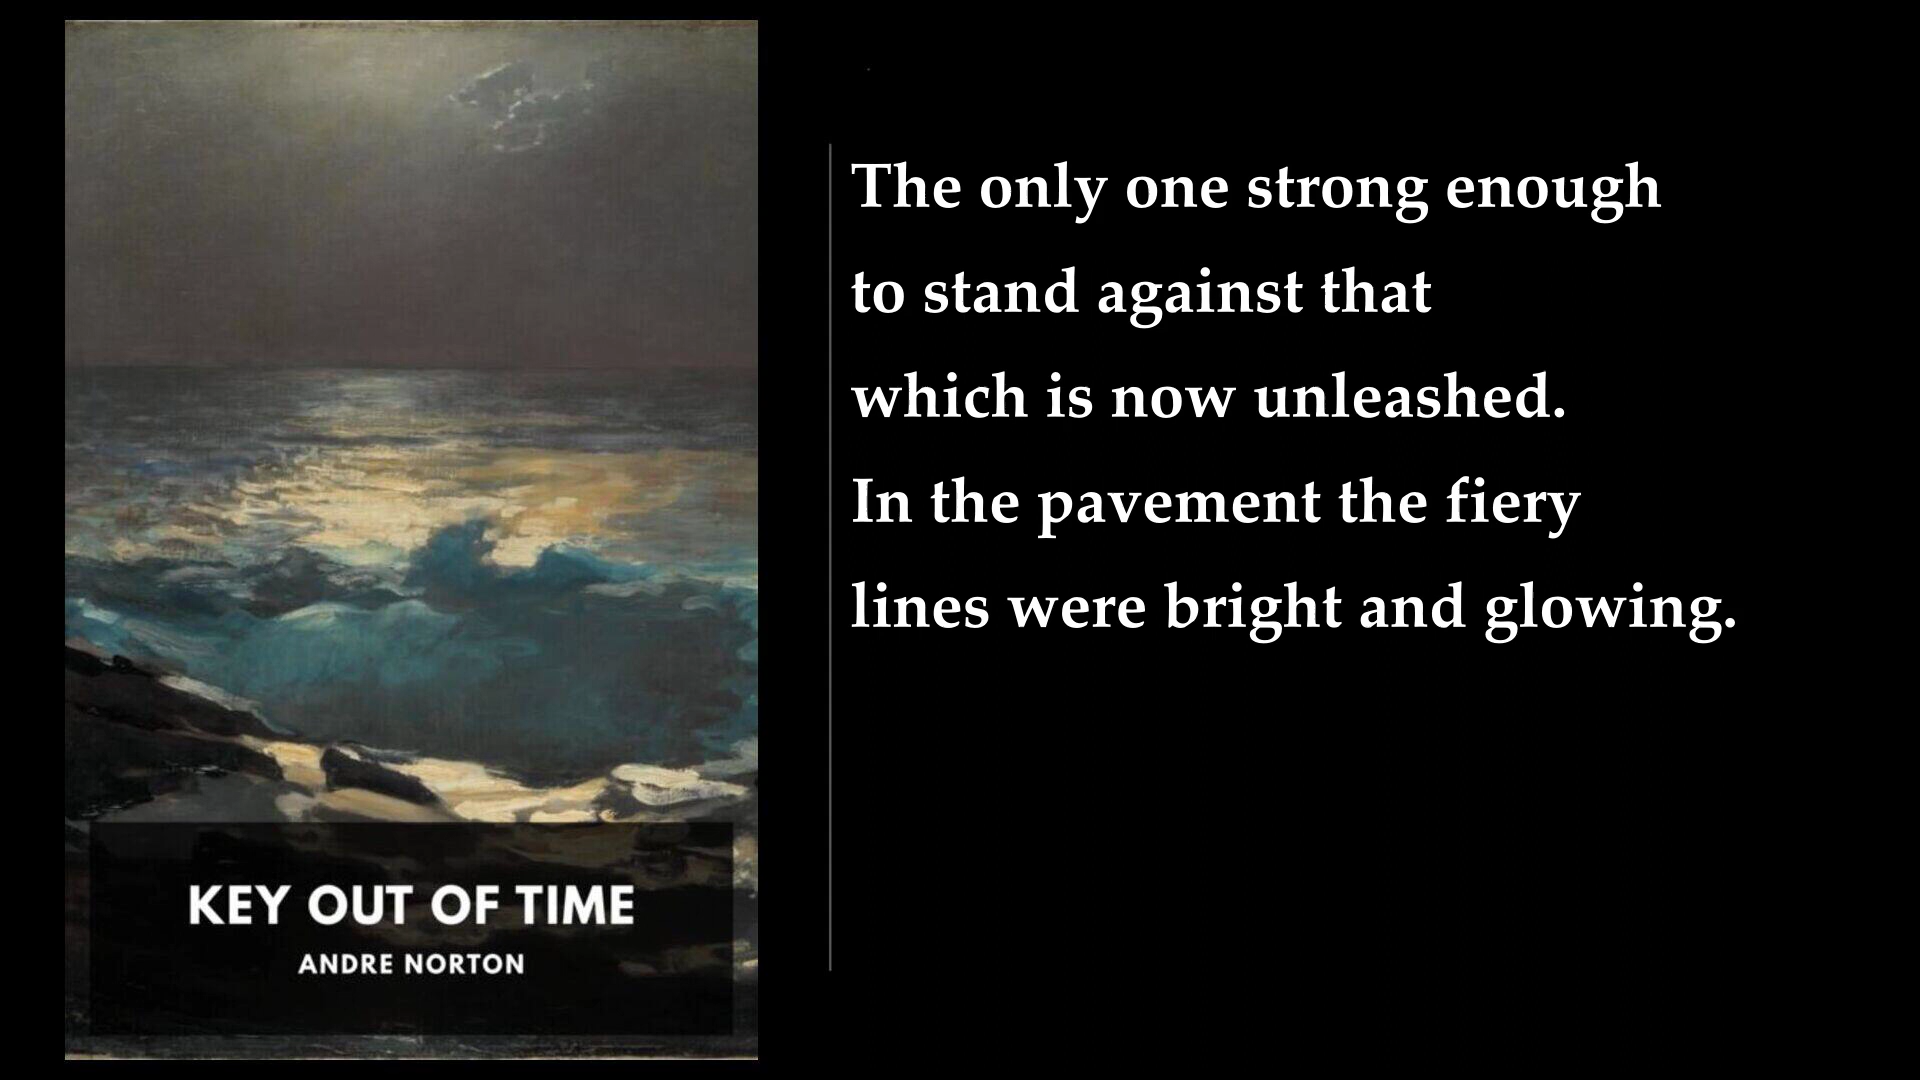 The only one strong enough
to stand against that
which is now unleashed.
In the pavement the fiery
lines were bright and glowing.
KEY OUT OF TIME
ANDRE NORTON